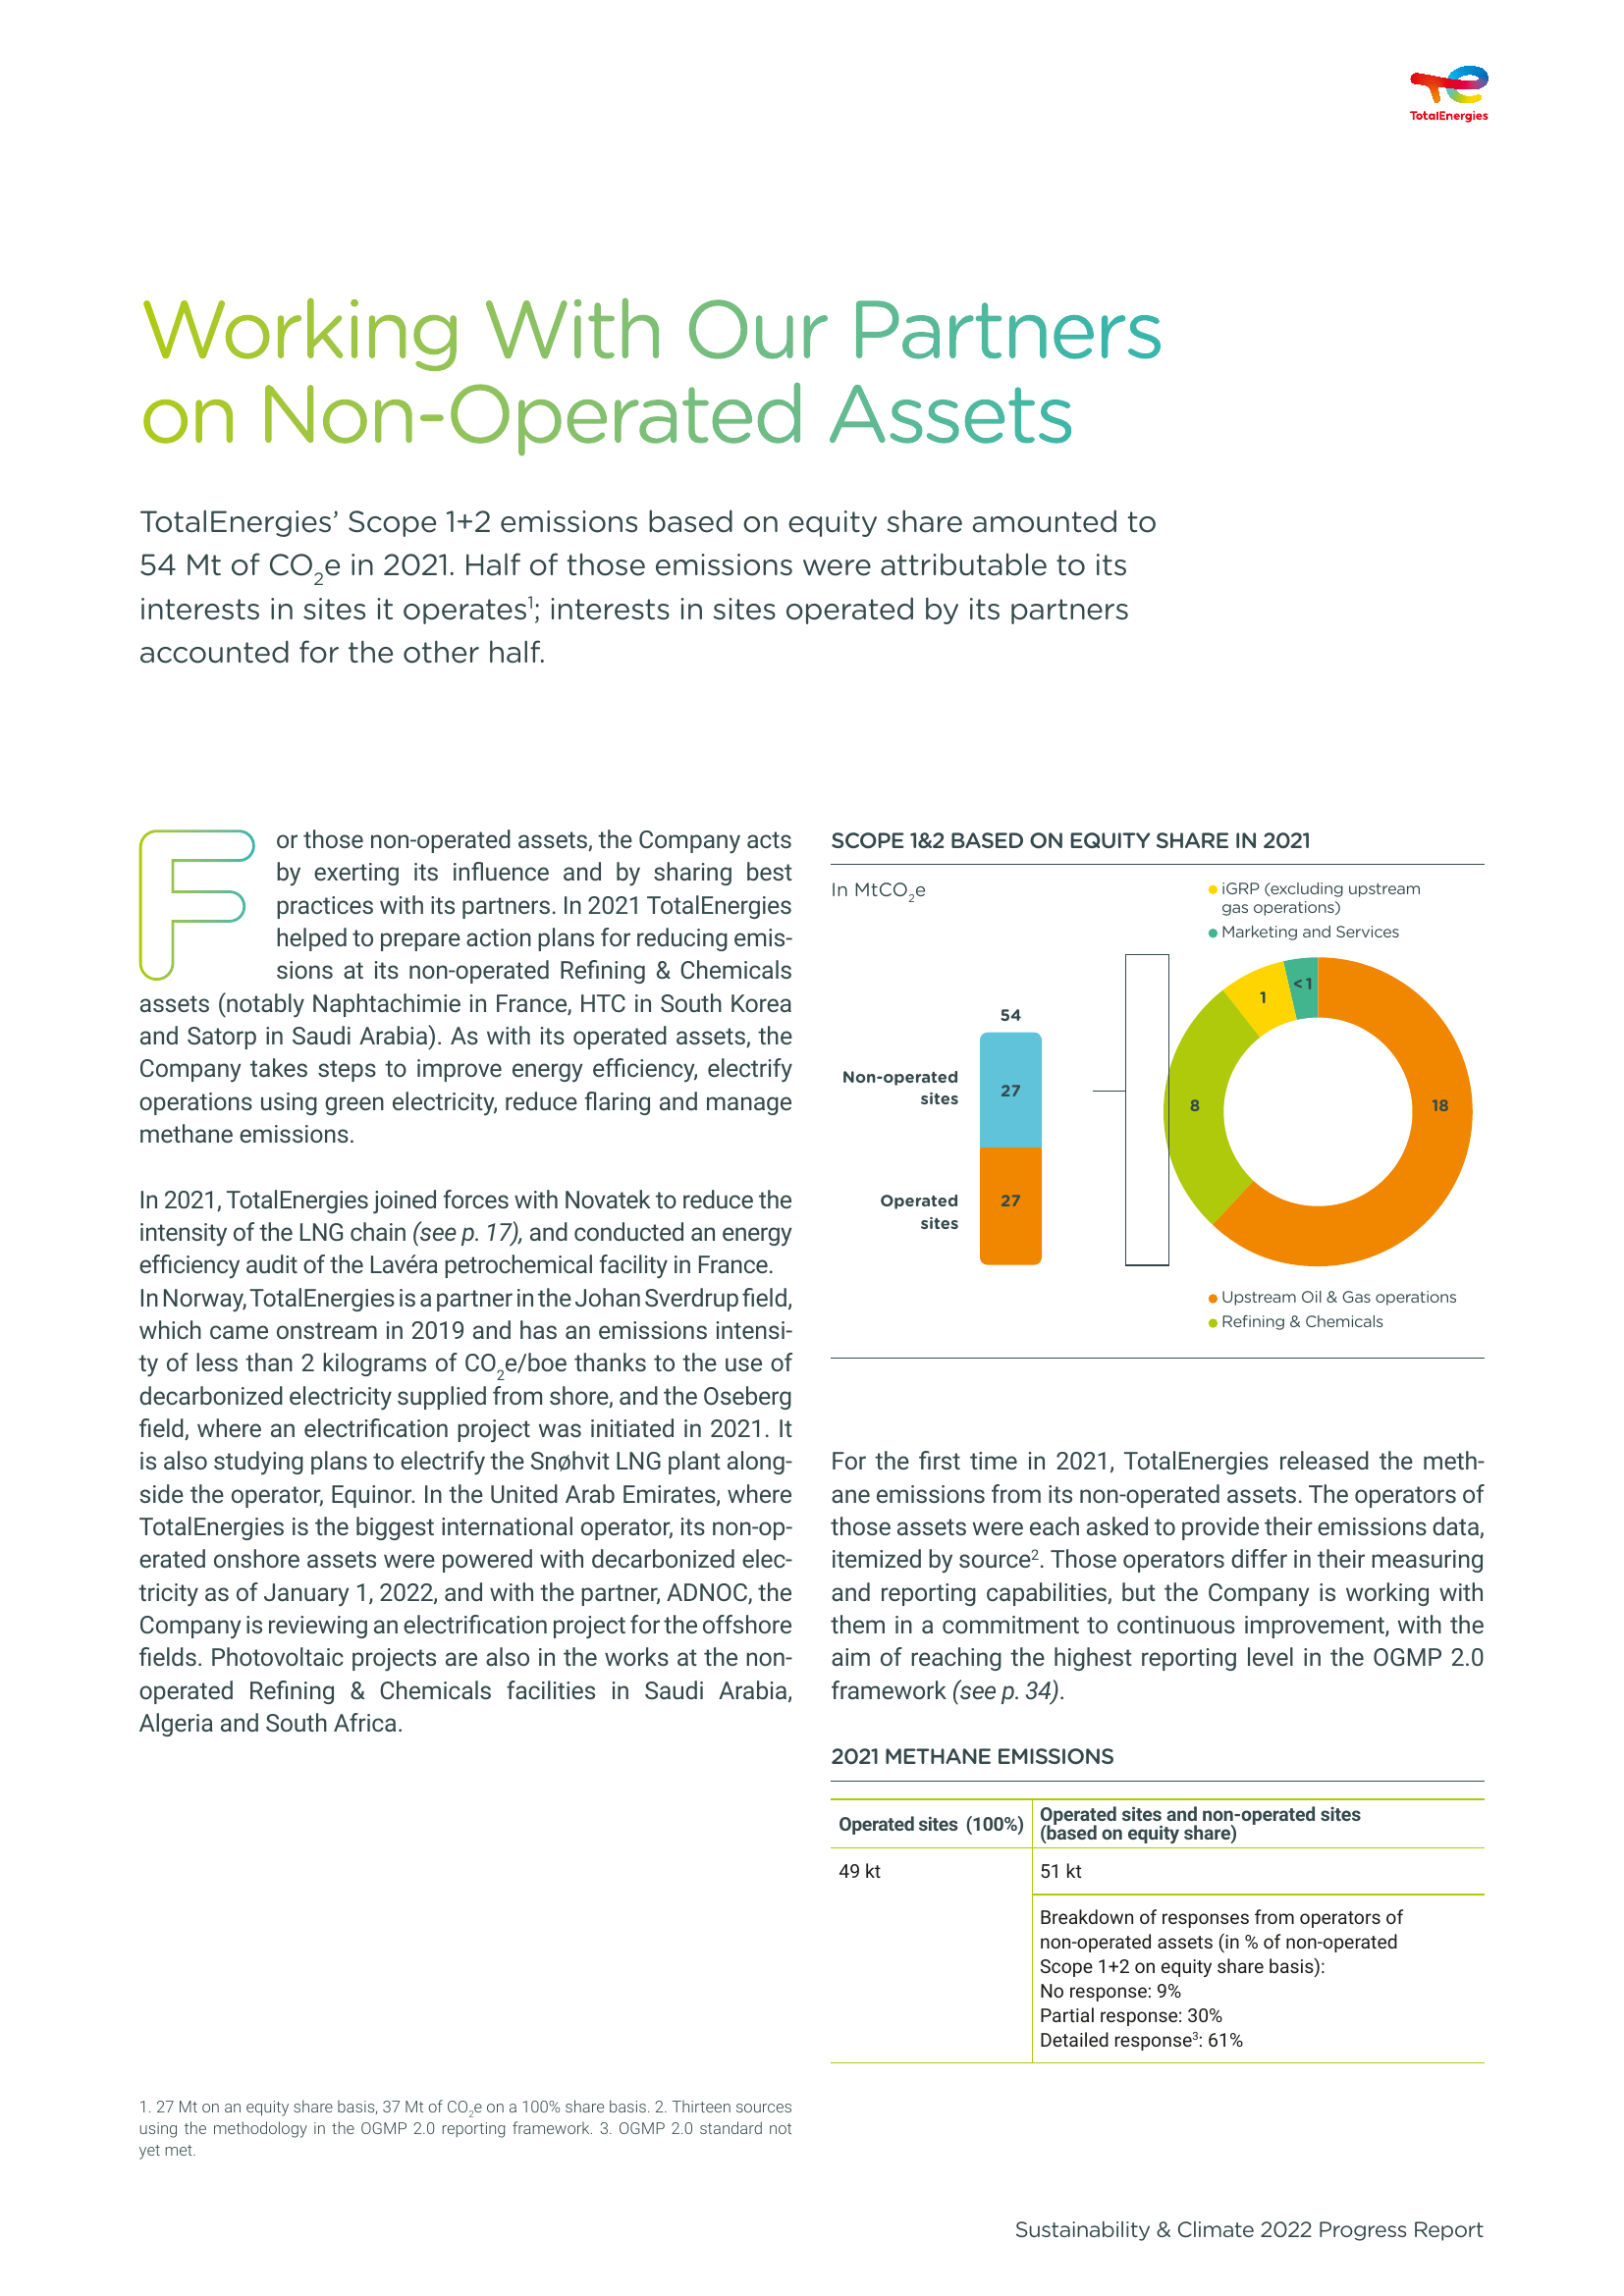 TotalEnergies
Working With Our Partners
on Non-Operated Assets
TotalEnergies’ Scope 1+2 emissions based on equity share amounted to
54 Mt of CO₂e in 2021. Half of those emissions were attributable to its
interests in sites it operates¹; interests in sites operated by its partners
accounted for the other half.
For those non-operated assets, the Company acts
by exerting its influence and by sharing best
practices with its partners. In 2021 TotalEnergies
helped to prepare action plans for reducing emis-
sions at its non-operated Refining & Chemicals
assets (notably Naphtachimie in France, HTC in South Korea
and Satorp in Saudi Arabia). As with its operated assets, the
Company takes steps to improve energy efficiency, electrify
operations using green electricity, reduce flaring and manage
methane emissions.
In 2021, TotalEnergies joined forces with Novatek to reduce the
intensity of the LNG chain (see p. 17), and conducted an energy
efficiency audit of the Lavéra petrochemical facility in France.
In Norway, TotalEnergies is a partner in the Johan Sverdrup field,
which came onstream in 2019 and has an emissions intensi-
ty of less than 2 kilograms of CO₂e/boe thanks to the use of
decarbonized electricity supplied from shore, and the Oseberg
field, where an electrification project was initiated in 2021. It
is also studying plans to electrify the Snøhvit LNG plant along-
side the operator, Equinor. In the United Arab Emirates, where
TotalEnergies is the biggest international operator, its non-op-
erated onshore assets were powered with decarbonized elec-
tricity as of January 1, 2022, and with the partner, ADNOC, the
Company is reviewing an electrification project for the offshore
fields. Photovoltaic projects are also in the works at the non-
operated Refining & Chemicals facilities in Saudi Arabia,
Algeria and South Africa.
SCOPE 1&2 BASED ON EQUITY SHARE IN 2021
In MtCO₂e
iGRP (excluding upstream
gas operations)
Marketing and Services
54
Non-operated
sites
27
Operated
sites
27
<1
1
8
18
Upstream Oil & Gas operations
Refining & Chemicals
For the first time in 2021, TotalEnergies released the meth-
ane emissions from its non-operated assets. The operators of
those assets were each asked to provide their emissions data,
itemized by source². Those operators differ in their measuring
and reporting capabilities, but the Company is working with
them in a commitment to continuous improvement, with the
aim of reaching the highest reporting level in the OGMP 2.0
framework (see p. 34).
2021 METHANE EMISSIONS
Operated sites (100%)
Operated sites and non-operated sites
(based on equity share)
49 kt
51 kt
Breakdown of responses from operators of
non-operated assets (in % of non-operated
Scope 1+2 on equity share basis):
No response: 9%
Partial response: 30%
Detailed response³: 61%
1. 27 Mt on an equity share basis, 37 Mt of CO₂e on a 100% share basis. 2. Thirteen sources
using the methodology in the OGMP 2.0 reporting framework. 3. OGMP 2.0 standard not
yet met.
Sustainability & Climate 2022 Progress Report